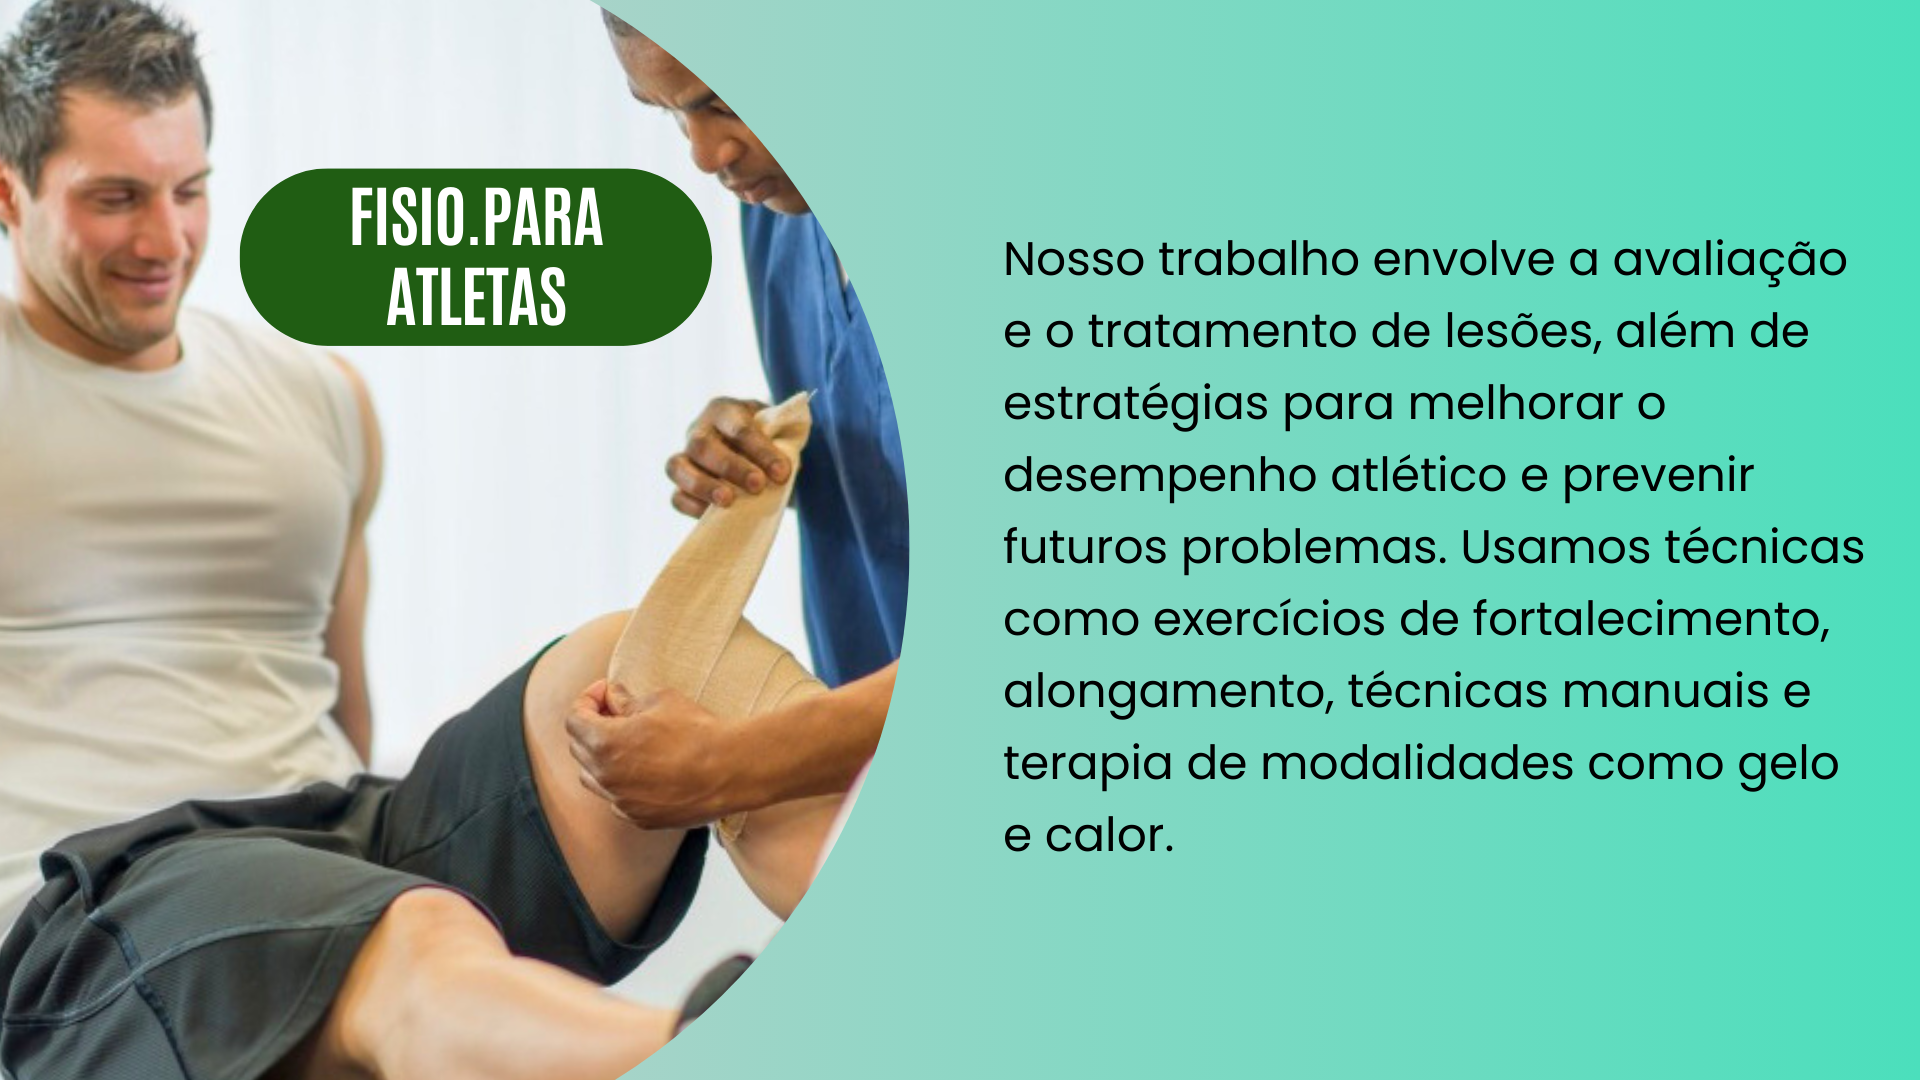 FISIO.PARA
ATLETAS
Nosso trabalho envolve a avaliação
e o tratamento de lesões, além de
estratégias para melhorar o
desempenho atlético e prevenir
futuros problemas. Usamos técnicas
como exercícios de fortalecimento,
alongamento, técnicas manuais e
terapia de modalidades como gelo
e calor.